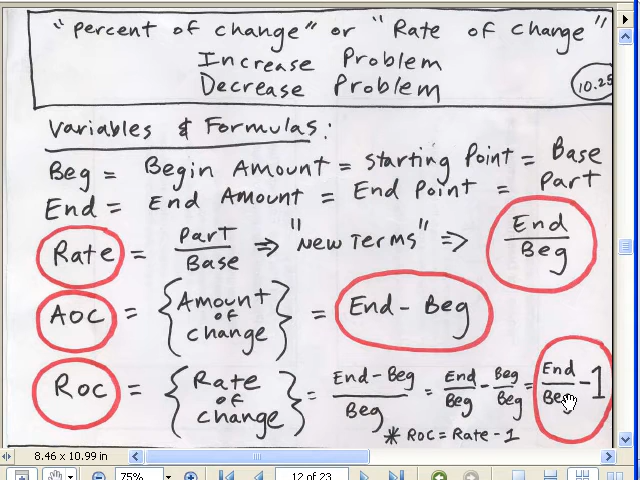 "percent of change" or "Rate of Change"
Increase Problem
Decrease Problem
10.25
Variables & Formulas:
Beg = Begin Amount = starting Point = Base
End = End Amount = End Point = Part
Rate = Part/Base ⇒ "New Terms" ⇒ End/Beg
AOC = {Amount of change} = End - Beg
ROC = {Rate of change} = End - Beg/Beg = End/Beg - Beg/Beg = End/Beg - 1
* ROC = Rate - 1
8.46 x 10.99 in
75% 12 of 23